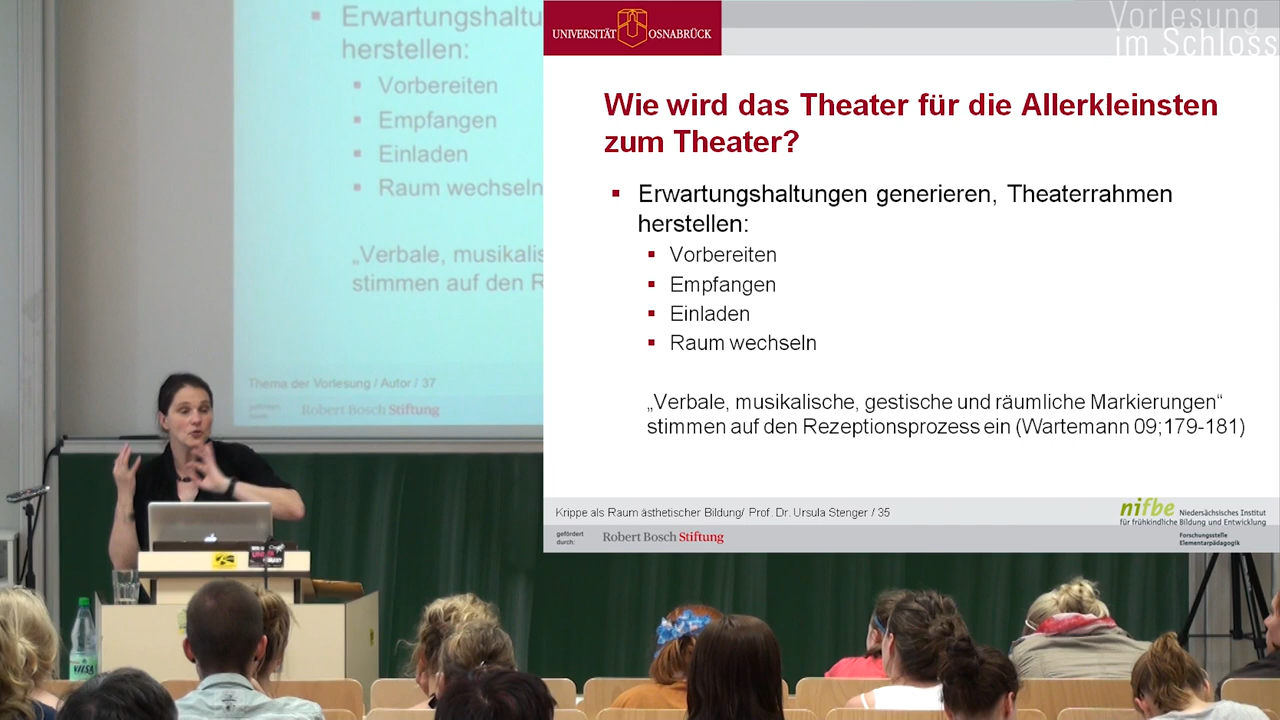 Erwartungshaltu
herstellen:
Vorbereiten
Empfangen
Einladen
Raum wechseln
„Verbale, musikalis
stimmen auf den R
Thema der Vorlesung / Autor / 37
gefördert
durch:
Robert Bosch Stiftung
UNIVERSITÄT OSNABRÜCK
Vorlesung
im Schloss
Wie wird das Theater für die Allerkleinsten
zum Theater?
Erwartungshaltungen generieren, Theaterrahmen
herstellen:
Vorbereiten
Empfangen
Einladen
Raum wechseln
„Verbale, musikalische, gestische und räumliche Markierungen“
stimmen auf den Rezeptionsprozess ein (Wartemann 09;179-181)
Krippe als Raum ästhetischer Bildung/ Prof. Dr. Ursula Stenger / 35
nifbe Niedersächsisches Institut
für frühkindliche Bildung und Entwicklung
Forschungsstelle
Elementarpädagogik
gefördert
durch:
Robert Bosch Stiftung
VILSA